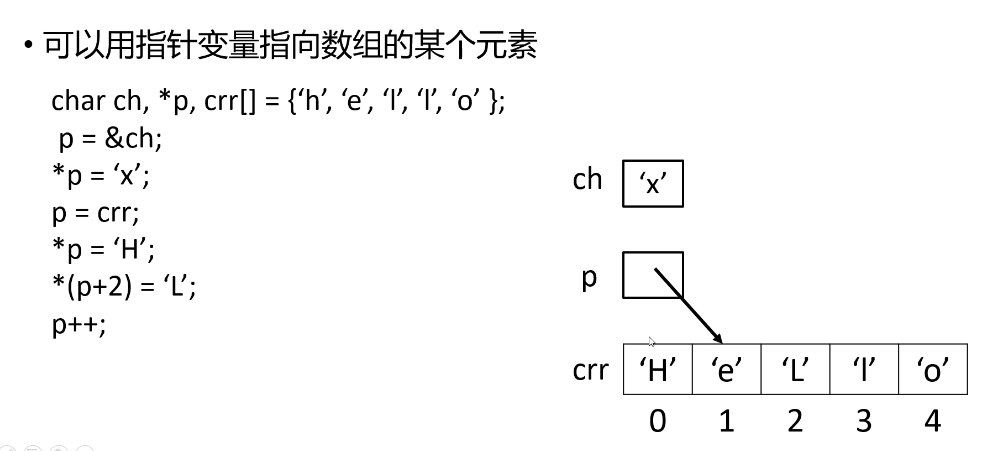 • 可以用指针变量指向数组的某个元素
char ch, *p, crr[] = {‘h’, ‘e’, ‘l’, ‘l’, ‘o’ };
p = &ch;
*p = ‘x’;
p = crr;
*p = ‘H’;
*(p+2) = ‘L’;
p++;
ch ‘x’
p
crr ‘H’ ‘e’ ‘L’ ‘l’ ‘o’
0 1 2 3 4